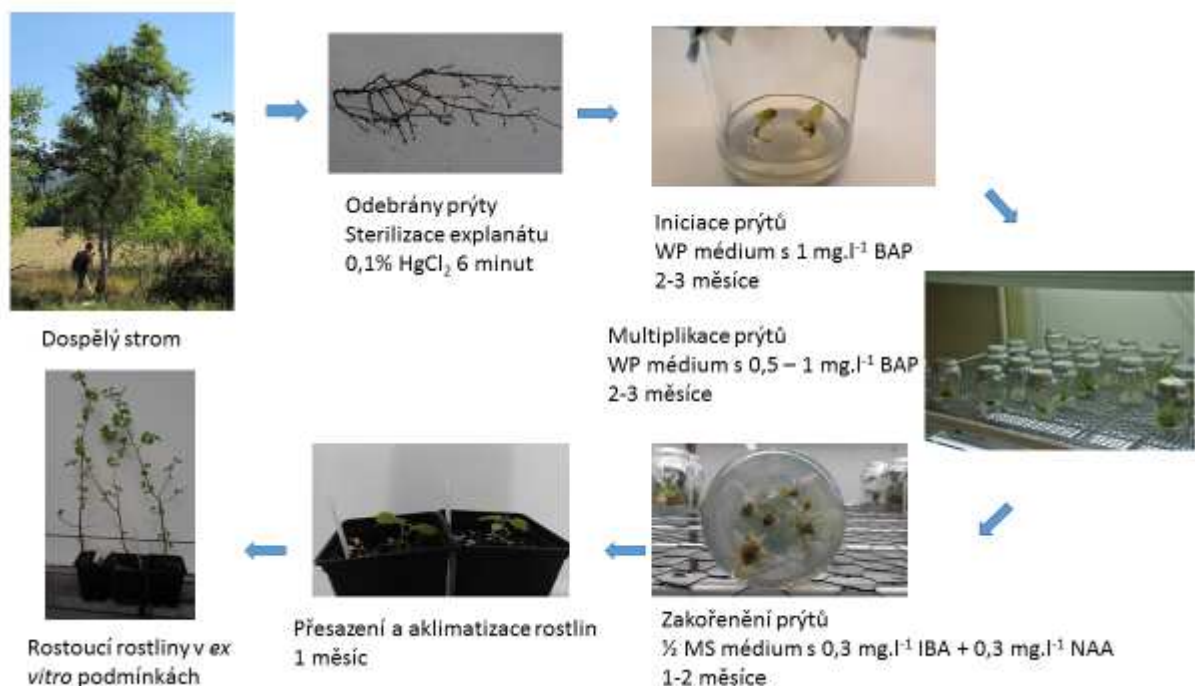 Dospělý strom
Odebrány prýty
Sterilizace explanátu
0,1% HgCl₂ 6 minut
Iniciace prýtů
WP médium s 1 mg.l⁻¹ BAP
2-3 měsíce
Multiplikace prýtů
WP médium s 0,5 – 1 mg.l⁻¹ BAP
2-3 měsíce
Zakořenění prýtů
½ MS médium s 0,3 mg.l⁻¹ IBA + 0,3 mg.l⁻¹ NAA
1-2 měsíce
Přesazení a aklimatizace rostlin
1 měsíc
Rostoucí rostliny v ex
vitro podmínkách